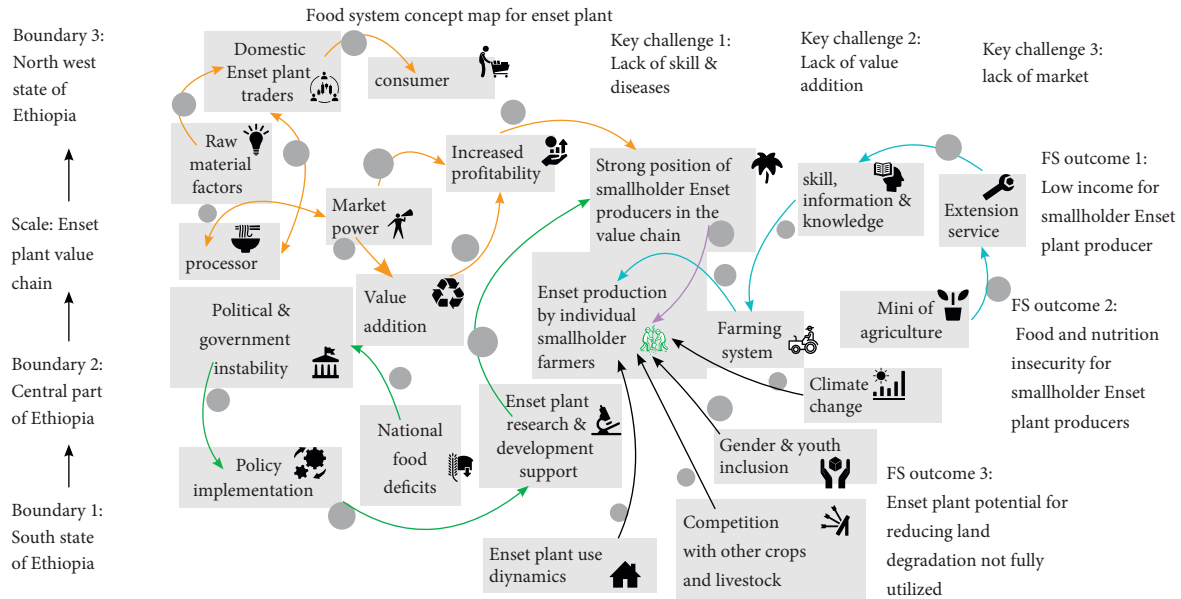 Food system concept map for enset plant
Boundary 3:
North west
state of
Ethiopia
Scale: Enset
plant value
chain
Boundary 2:
Central part
of Ethiopia
Boundary 1:
South state
of Ethiopia
Domestic
Enset plant
traders
consumer
Raw
material
factors
processor
Market
power
Increased
profitability
Value
addition
Political &
government
instability
Policy
implementation
National
food
deficits
Enset plant
research &
development
support
Enset plant use
diynamics
Key challenge 1:
Lack of skill &
diseases
Key challenge 2:
Lack of value
addition
Key challenge 3:
lack of market
Strong position of
smallholder Enset
producers in the
value chain
Enset production
by individual
smallholder
farmers
skill,
information &
knowledge
Extension
service
Mini of
agriculture
Farming
system
Climate
change
Gender & youth
inclusion
Competition
with other crops
and livestock
FS outcome 1:
Low income for
smallholder Enset
plant producer
FS outcome 2:
Food and nutrition
insecurity for
smallholder Enset
plant producers
FS outcome 3:
Enset plant potential for
reducing land
degradation not fully
utilized